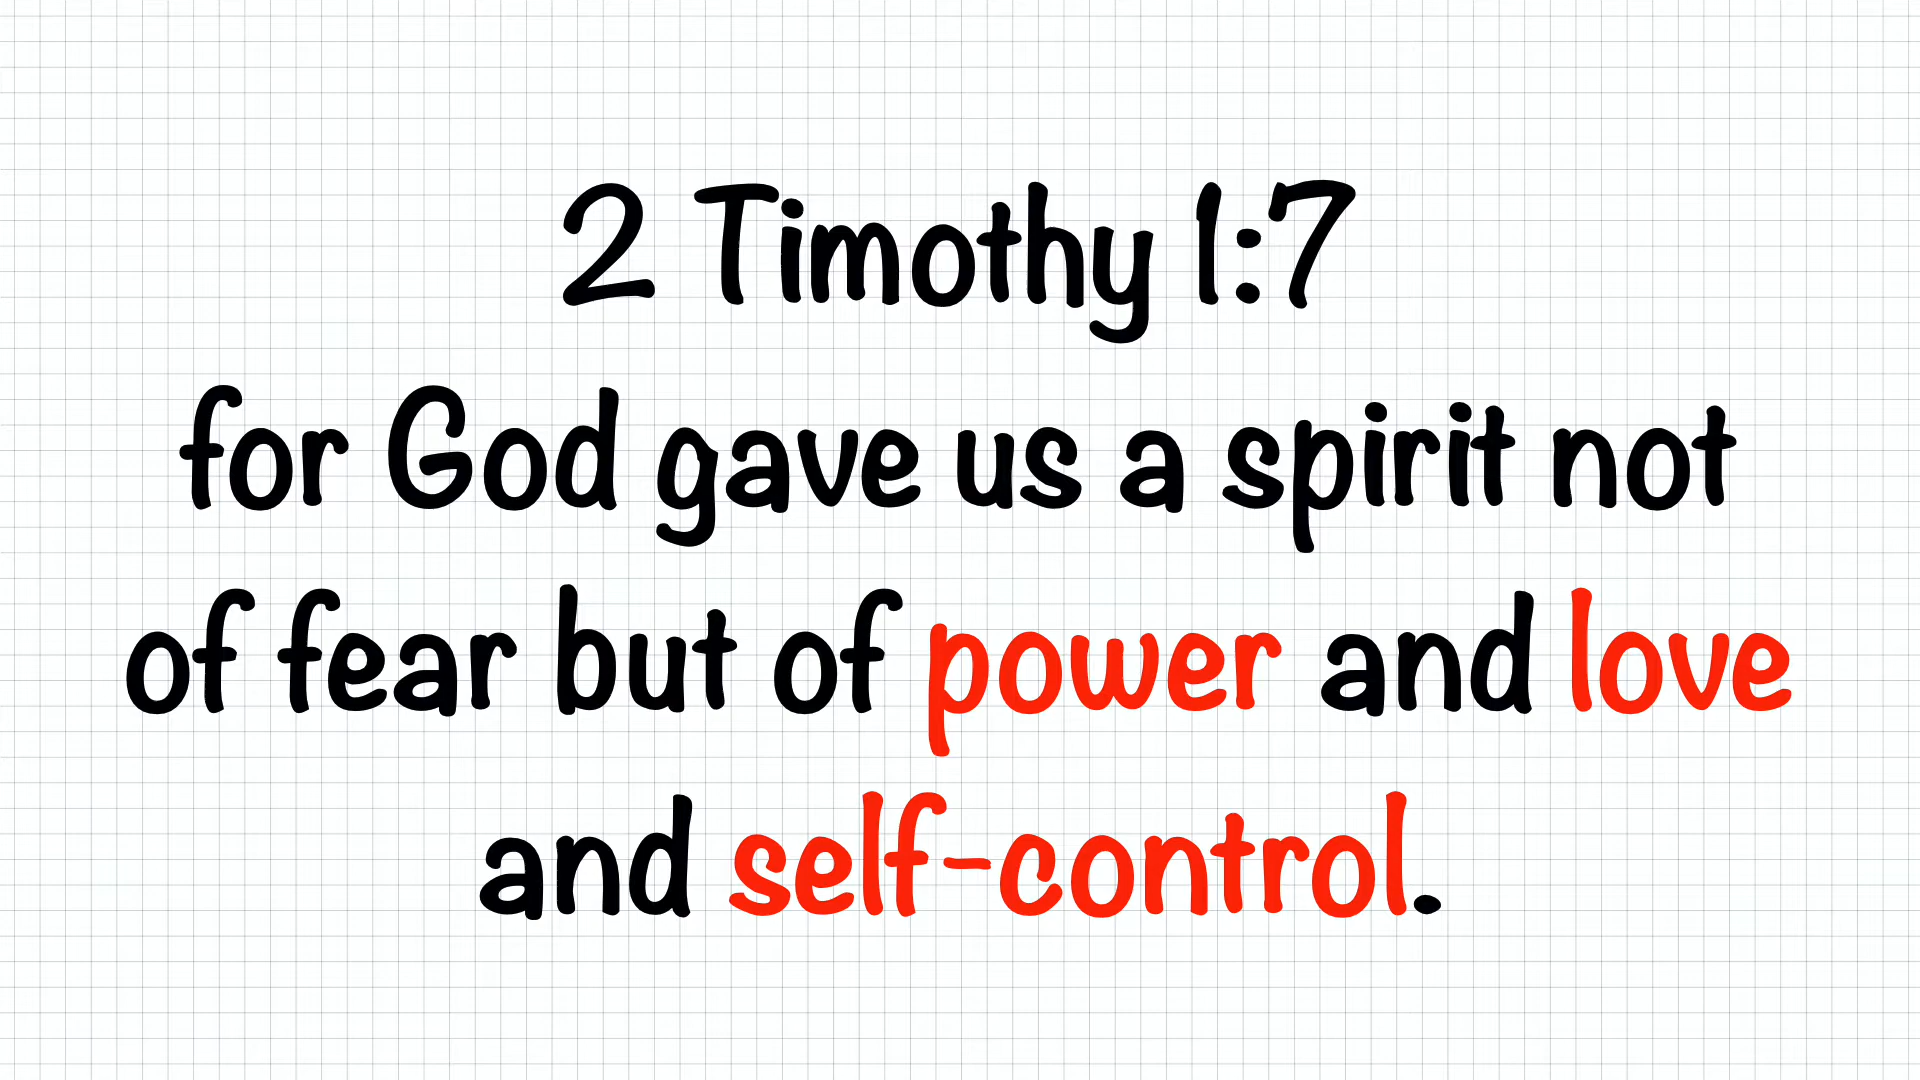 2 Timothy 1:7
for God gave us a spirit not
of fear but of power and love
and self-control.